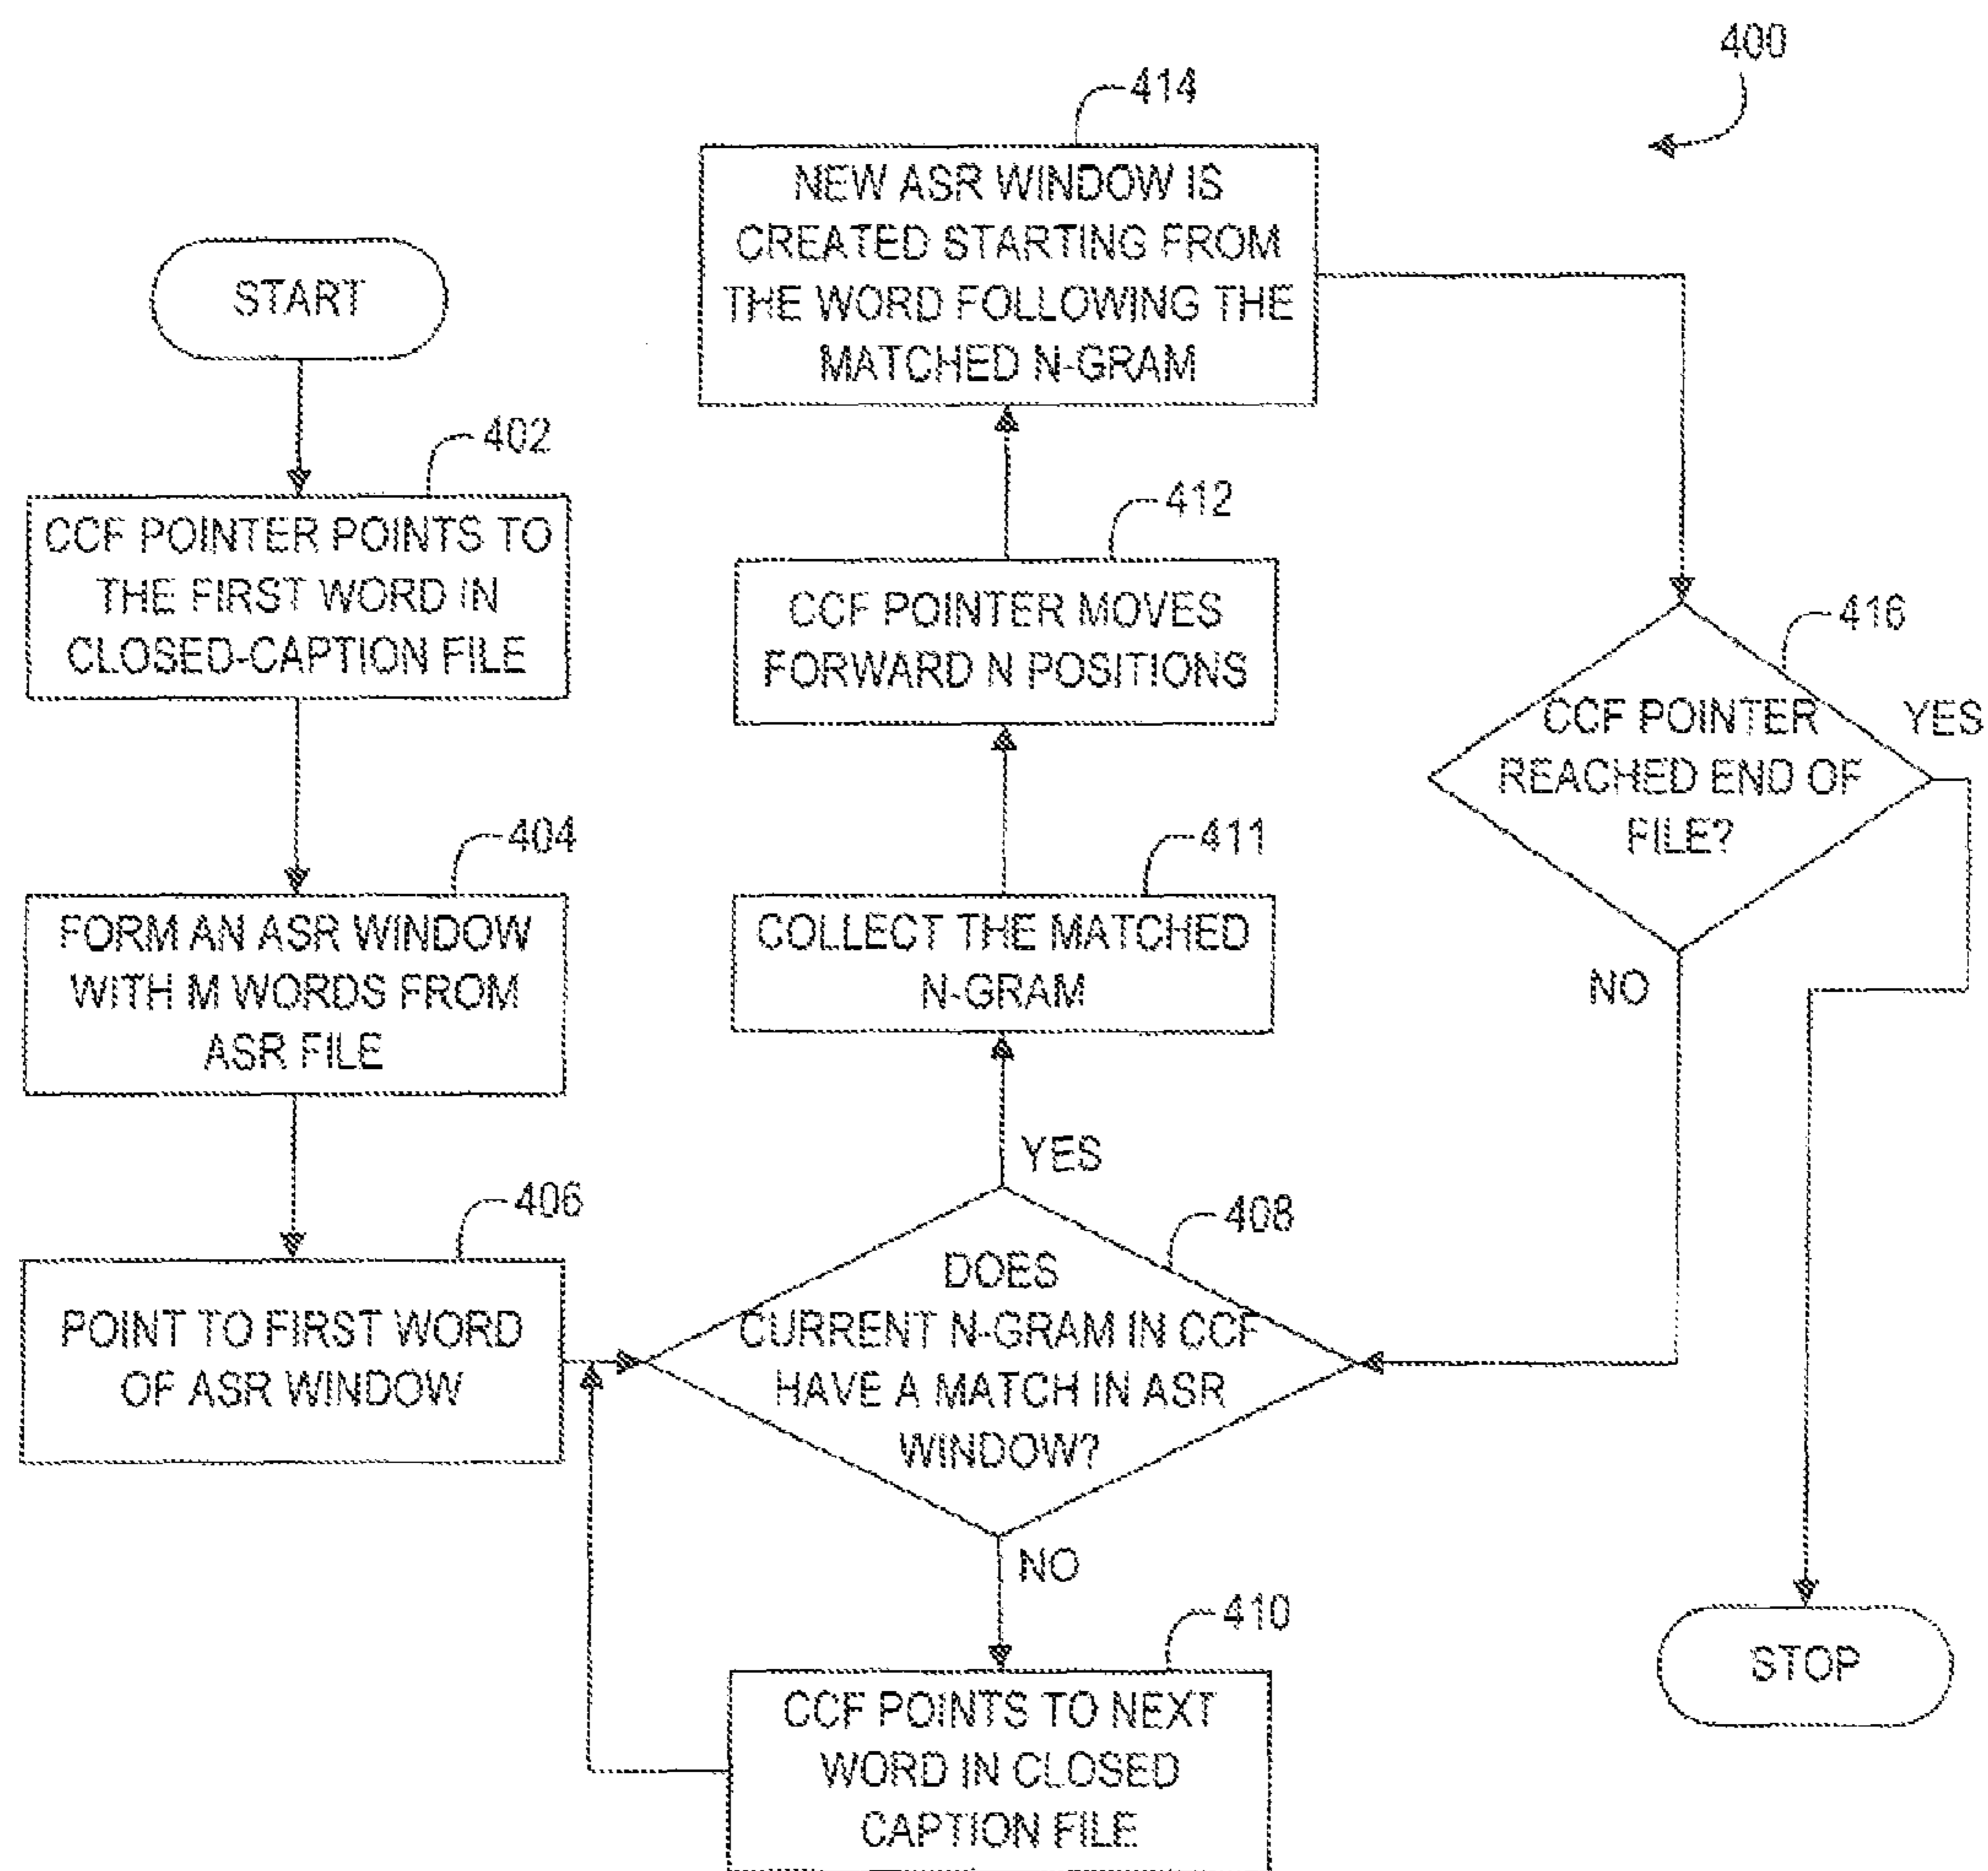 400
START
402
CCF POINTER POINTS TO
THE FIRST WORD IN
CLOSED-CAPTION FILE
404
FORM AN ASR WINDOW
WITH M WORDS FROM
ASR FILE
406
POINT TO FIRST WORD
OF ASR WINDOW
408
DOES
CURRENT N-GRAM IN CCF
HAVE A MATCH IN ASR
WINDOW?
NO
410
CCF POINTS TO NEXT
WORD IN CLOSED
CAPTION FILE
YES
411
COLLECT THE MATCHED
N-GRAM
412
CCF POINTER MOVES
FORWARD N POSITIONS
414
NEW ASR WINDOW IS
CREATED STARTING FROM
THE WORD FOLLOWING THE
MATCHED N-GRAM
416
CCF POINTER
REACHED END OF
FILE?
YES
NO
STOP